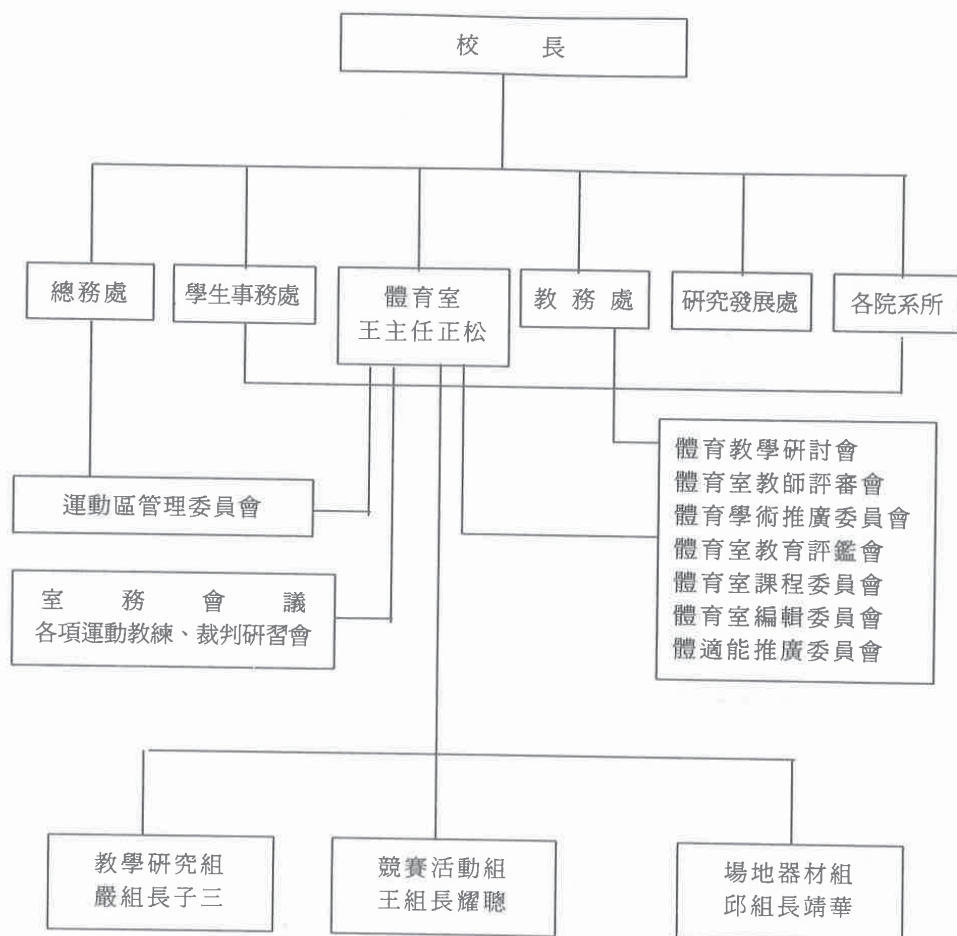 校長
總務處
學生事務處
體育室
王主任正松
教務處
研究發展處
各院系所
運動區管理委員會
室務會議
各項運動教練、裁判研習會
體育教學研討會
體育室教師評審會
體育學術推廣委員會
體育室教育評鑑會
體育室課程委員會
體育室編輯委員會
體適能推廣委員會
教學研究組
嚴組長子三
競賽活動組
王組長耀聰
場地器材組
邱組長靖華